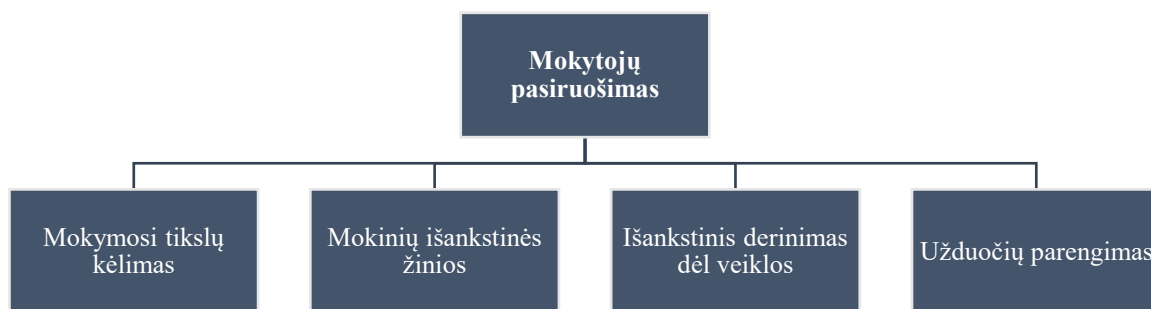 Mokytojų
pasiruošimas
Mokymosi tikslų
kėlimas
Mokinių išankstinės
žinios
Išankstinis derinimas
dėl veiklos
Užduočių parengimas